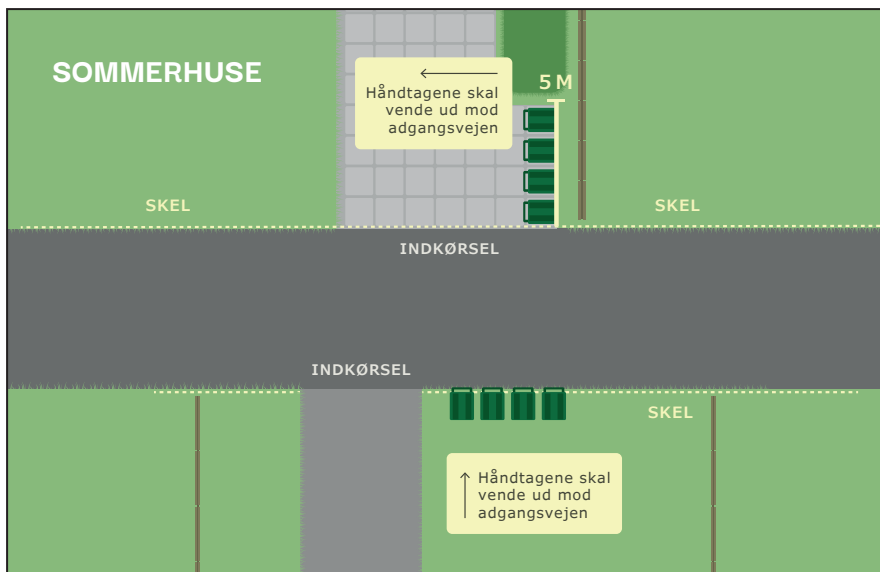 SOMMERHUSE
5 M
Håndtagene skal
vende ud mod
adgangsvejen
SKEL
SKEL
INDKØRSEL
INDKØRSEL
SKEL
Håndtagene skal
vende ud mod
adgangsvejen